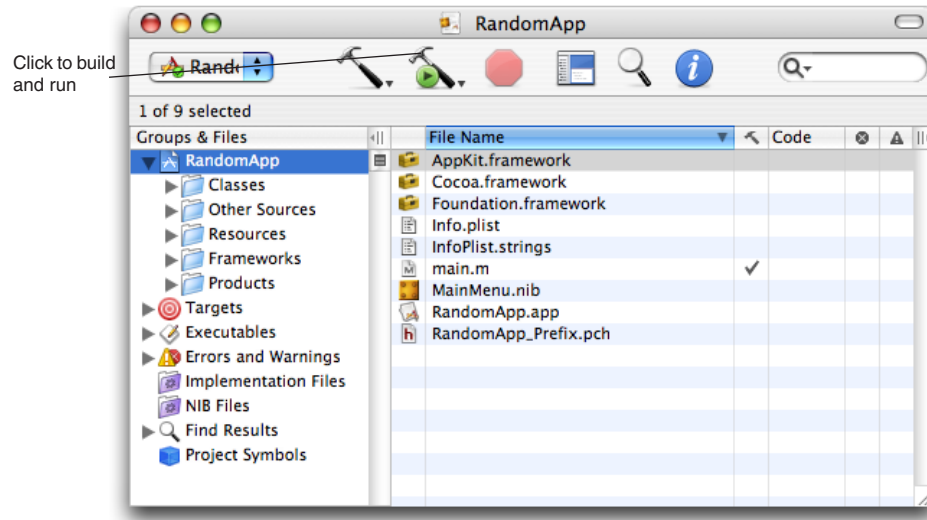 RandomApp
Click to build
and run
Rand
1 of 9 selected
Groups & Files
File Name
Code
RandomApp
Classes
Other Sources
Resources
Frameworks
Products
Targets
Executables
Errors and Warnings
Implementation Files
NIB Files
Find Results
Project Symbols
AppKit.framework
Cocoa.framework
Foundation.framework
Info.plist
InfoPlist.strings
main.m
MainMenu.nib
RandomApp.app
RandomApp_Prefix.pch